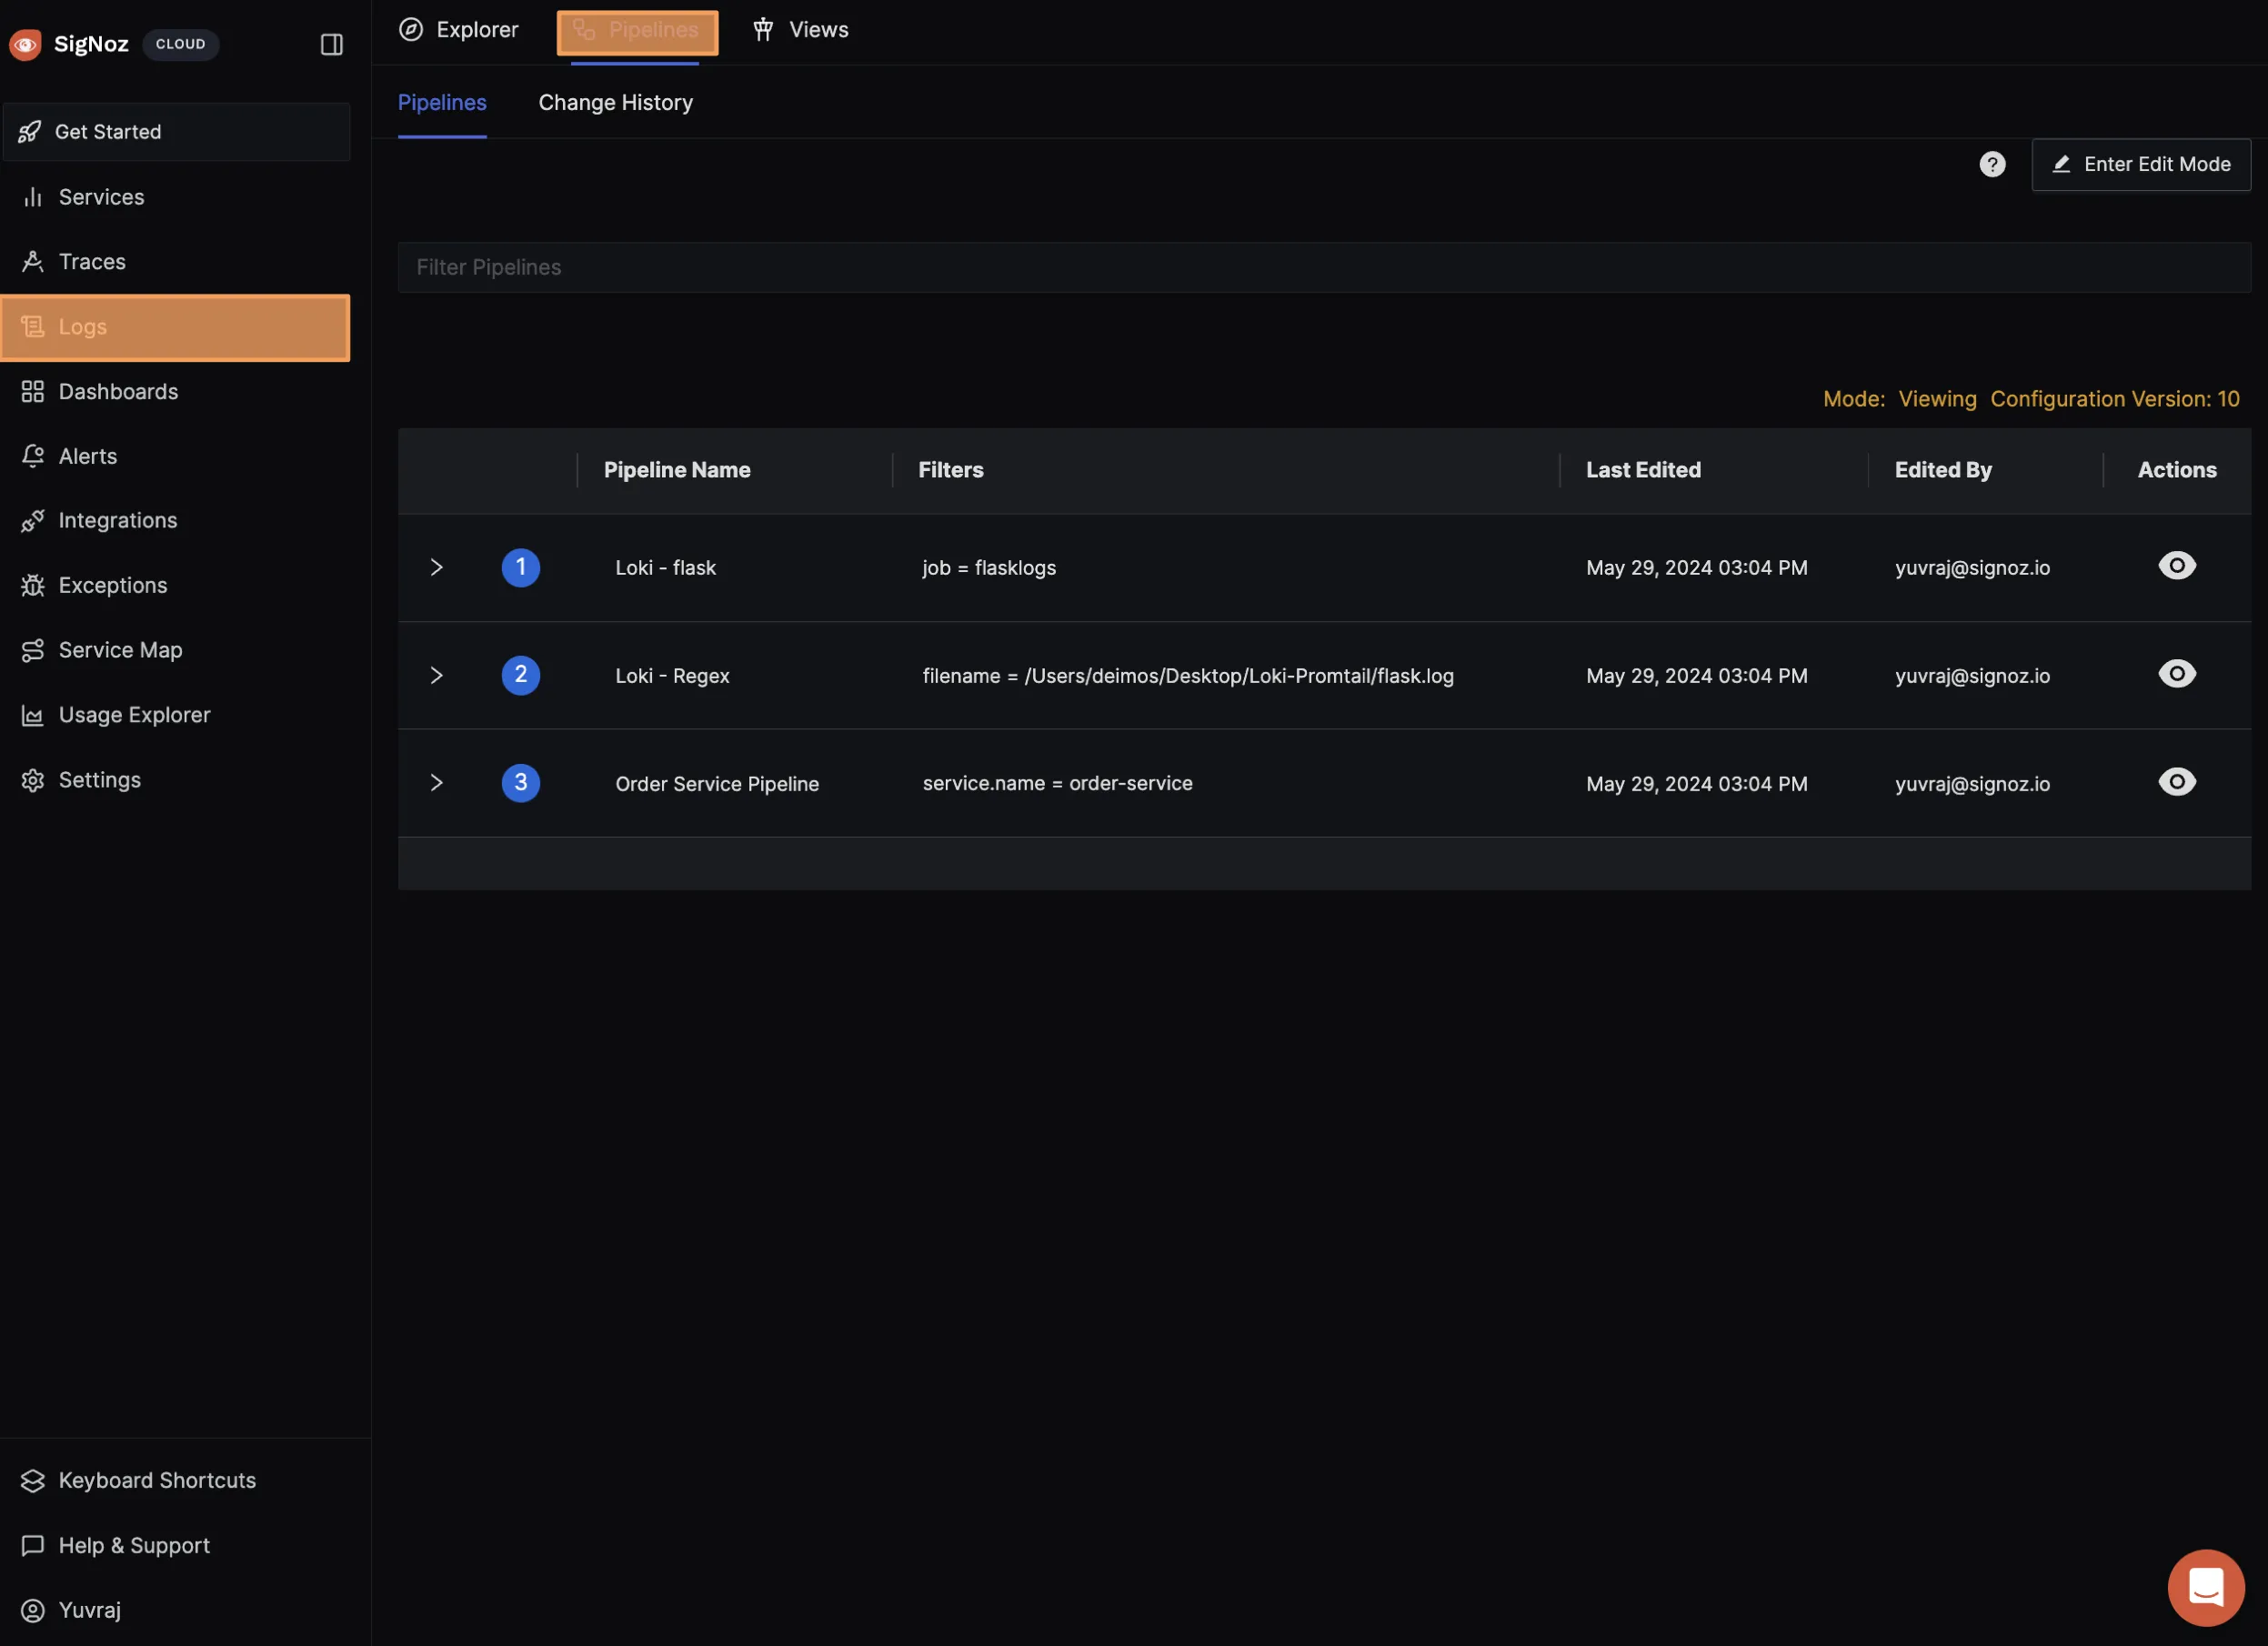 SigNoz CLOUD
Get Started
Services
Traces
Logs
Dashboards
Alerts
Integrations
Exceptions
Service Map
Usage Explorer
Settings
Keyboard Shortcuts
Help & Support
Yuvraj
Explorer Pipelines Views
Pipelines Change History
? Enter Edit Mode
Filter Pipelines
Mode: Viewing Configuration Version: 10
Pipeline Name Filters Last Edited Edited By Actions
1 Loki - flask job = flasklogs May 29, 2024 03:04 PM yuvraj@signoz.io
2 Loki - Regex filename = /Users/deimos/Desktop/Loki-Promtail/flask.log May 29, 2024 03:04 PM yuvraj@signoz.io
3 Order Service Pipeline service.name = order-service May 29, 2024 03:04 PM yuvraj@signoz.io